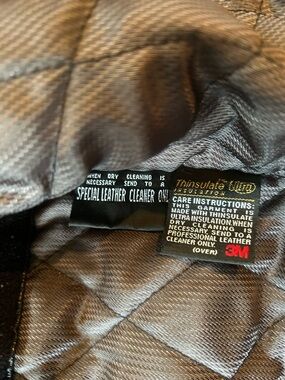 WHEN DRY CLEANING IS
NECESSARY SEND TO A
SPECIAL LEATHER CLEANER ONL
Thinsulate Ultra
INSULATION
CARE INSTRUCTIONS:
THIS GARMENT IS
MADE WITH THINSULATE
ULTRA INSULATION. WHEN
DRY CLEANING IS
NECESSARY SEND TO A
PROFESSIONAL LEATHER
CLEANER ONLY.
(OVER) 3M